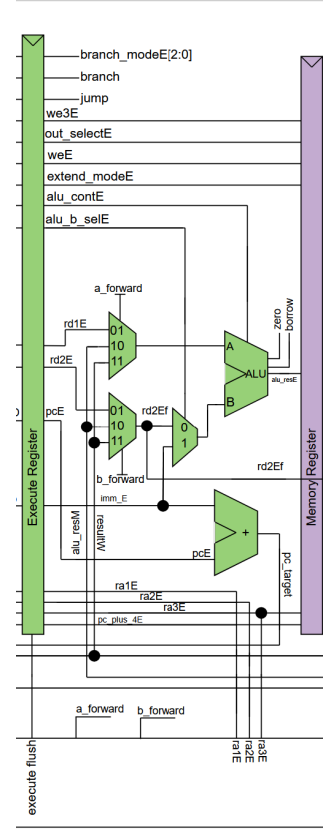 branch_modeE[2:0]
branch
jump
we3E
out_selectE
weE
extend_modeE
alu_contE
alu_b_selE
a_forward
zero
borrow
rd1E
01
10
11
A
ALU
alu_resE
B
rd2E
01
10
11
rd2Ef
0
1
pcE
b_forward
rd2Ef
Execute Register
Memory Register
imm_E
alu_resM
resultW
+
pcE
pc_target
ra1E
ra2E
ra3E
pc_plus_4E
a_forward
b_forward
execute flush
ra1E
ra2E
ra3E